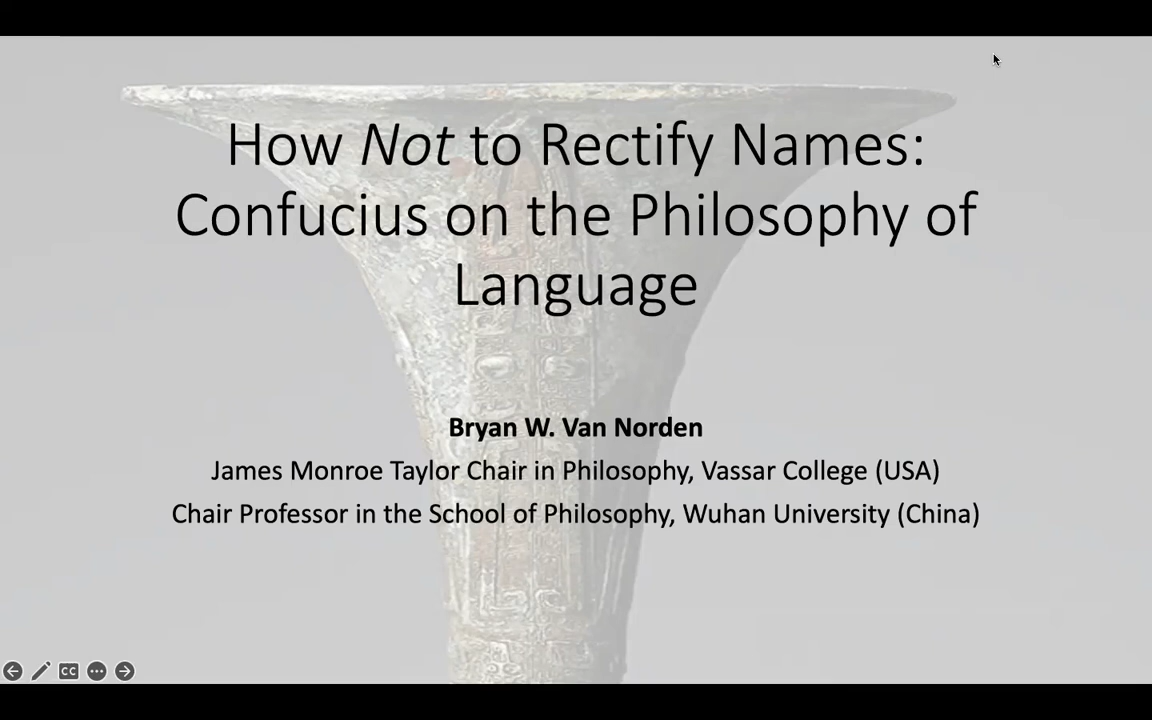 How Not to Rectify Names:
Confucius on the Philosophy of
Language
Bryan W. Van Norden
James Monroe Taylor Chair in Philosophy, Vassar College (USA)
Chair Professor in the School of Philosophy, Wuhan University (China)
CC